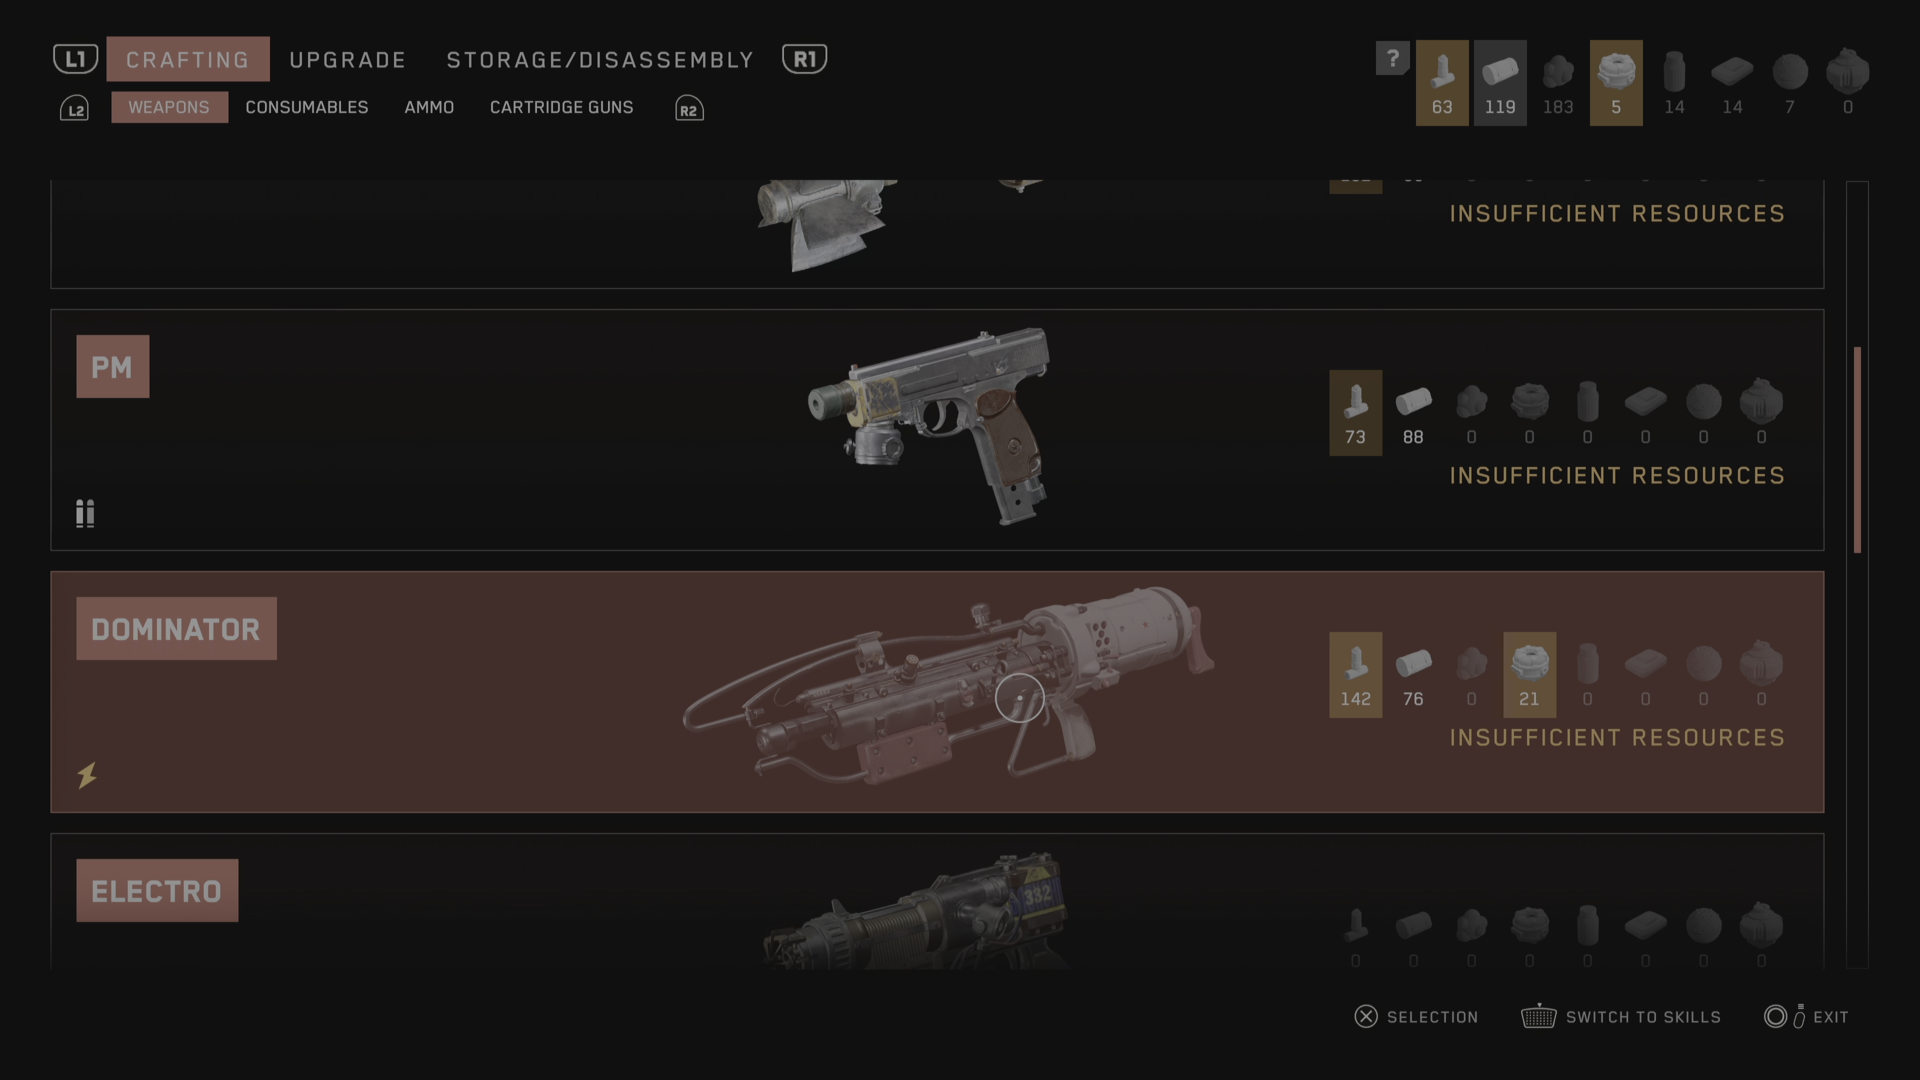 L1 CRAFTING UPGRADE STORAGE/DISASSEMBLY R1
L2 WEAPONS CONSUMABLES AMMO CARTRIDGE GUNS R2
?
63 119 183 5 14 14 7 0
INSUFFICIENT RESOURCES
PM
73 88 0 0 0 0 0 0
INSUFFICIENT RESOURCES
DOMINATOR
142 76 0 21 0 0 0 0
INSUFFICIENT RESOURCES
ELECTRO
332
0 0 0 0 0 0 0 0
SELECTION SWITCH TO SKILLS EXIT